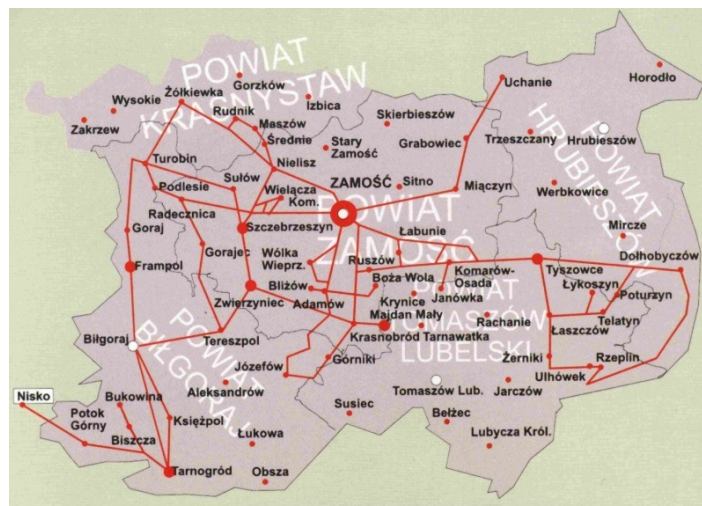 POWIAT
KRASNYSTAW
Gorzków
Horodło
Żółkiewka
Uchanie
Wysokie
Izbica
Rudnik
Zakrzew
Maszów
Skierbieszów
Średnie
Stary
Zamość
Grabowiec
Trzeszczany
Hrubieszów
POWIAT
HRUBIESZÓW
Turobin
Nielisz
Podlesie
Sułów
Wielącza
Kom.
ZAMOŚĆ
Sitno
Miączyn
Werbkowice
Radecznica
POWIAT
ZAMOŚĆ
Goraj
Szczebrzeszyn
Łabunie
Mircze
Gorajec
Dołhobyczów
Wólka
Wieprz.
Ruszów
Frampol
Boża Wola
Komarów-
Osada
Tyszowce
Łykoszyn
Poturzyn
Bliżów
Janówka
Krynice
Zwierzyniec
Adamów
POWIAT
TOMASZÓW
LUBELSKI
Majdan Mały
Rachanie
Telatyn
Łaszczów
Biłgoraj
Tereszpol
Krasnobród
Tarnawatka
POWIAT
BIŁGORAJ
Józefów
Górniki
Żerniki
Rzeplin
Ulhówek
Aleksandrów
Tomaszów Lub.
Jarczów
Nisko
Bukowina
Potok
Górny
Księżpol
Susiec
Bełżec
Biszcza
Łukowa
Lubycza Król.
Tarnogród
Obsza